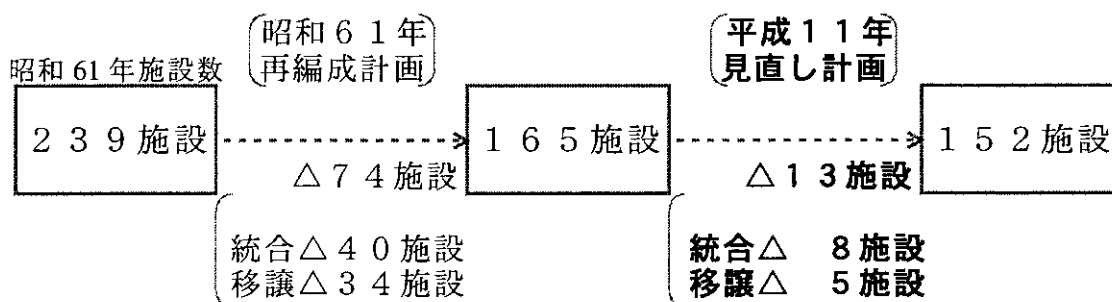 昭和６１年
再編成計画
平成１１年
見直し計画
昭和 61 年施設数
２３９施設
１６５施設
１５２施設
△７４施設
△１３施設
統合△４０施設
移譲△３４施設
統合△　８施設
移譲△　５施設